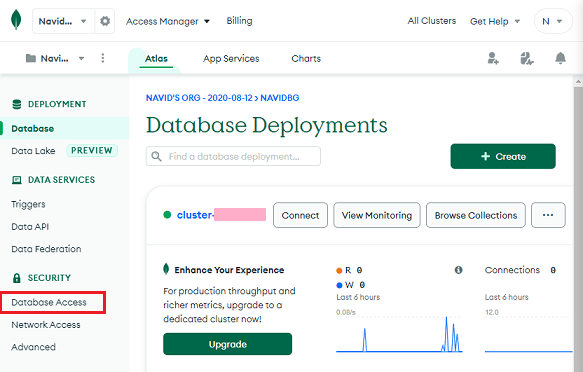 Navid...
Access Manager
Billing
All Clusters
Get Help
N
Navi...
Atlas
App Services
Charts
DEPLOYMENT
Database
Data Lake PREVIEW
DATA SERVICES
Triggers
Data API
Data Federation
SECURITY
Database Access
Network Access
Advanced
NAVID'S ORG - 2020-08-12 > NAVIDBG
Database Deployments
Find a database deployment...
+ Create
cluster-
Connect
View Monitoring
Browse Collections
...
Enhance Your Experience
For production throughput and
richer metrics, upgrade to a
dedicated cluster now!
Upgrade
R 0
W 0
Last 6 hours
0.08/s
Connections 0
Last 6 hours
12.0